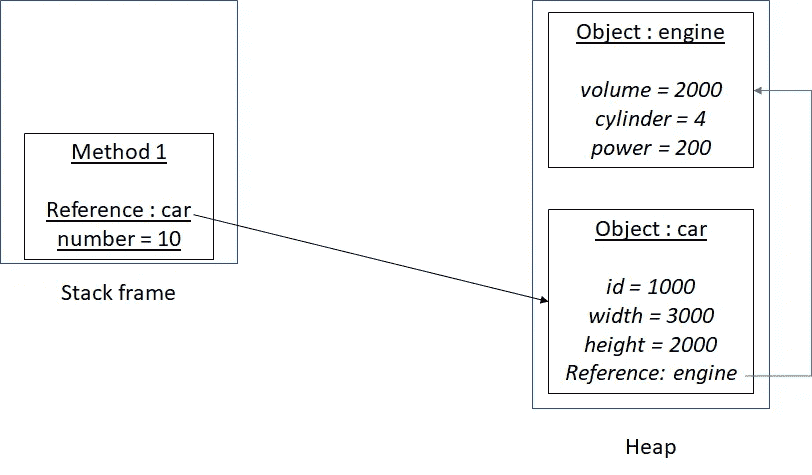 Method 1
Reference : car
number = 10
Stack frame
Object : engine
volume = 2000
cylinder = 4
power = 200
Object : car
id = 1000
width = 3000
height = 2000
Reference: engine
Heap